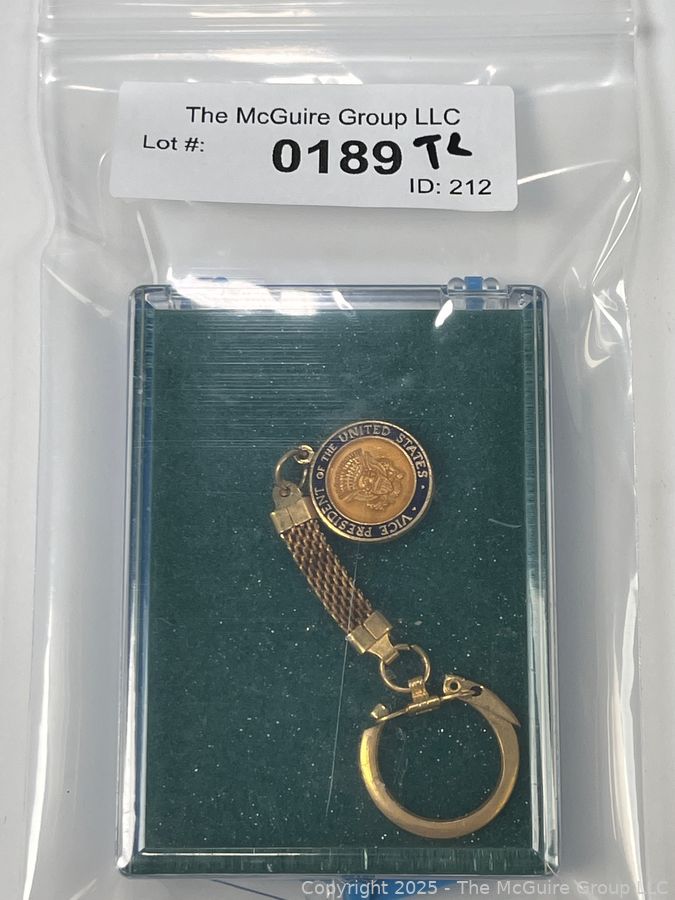 The McGuire Group LLC
Lot #: 0189 TL
ID: 212
VICE PRESIDENT OF THE UNITED STATES
Copyright 2025 - The McGuire Group LLC